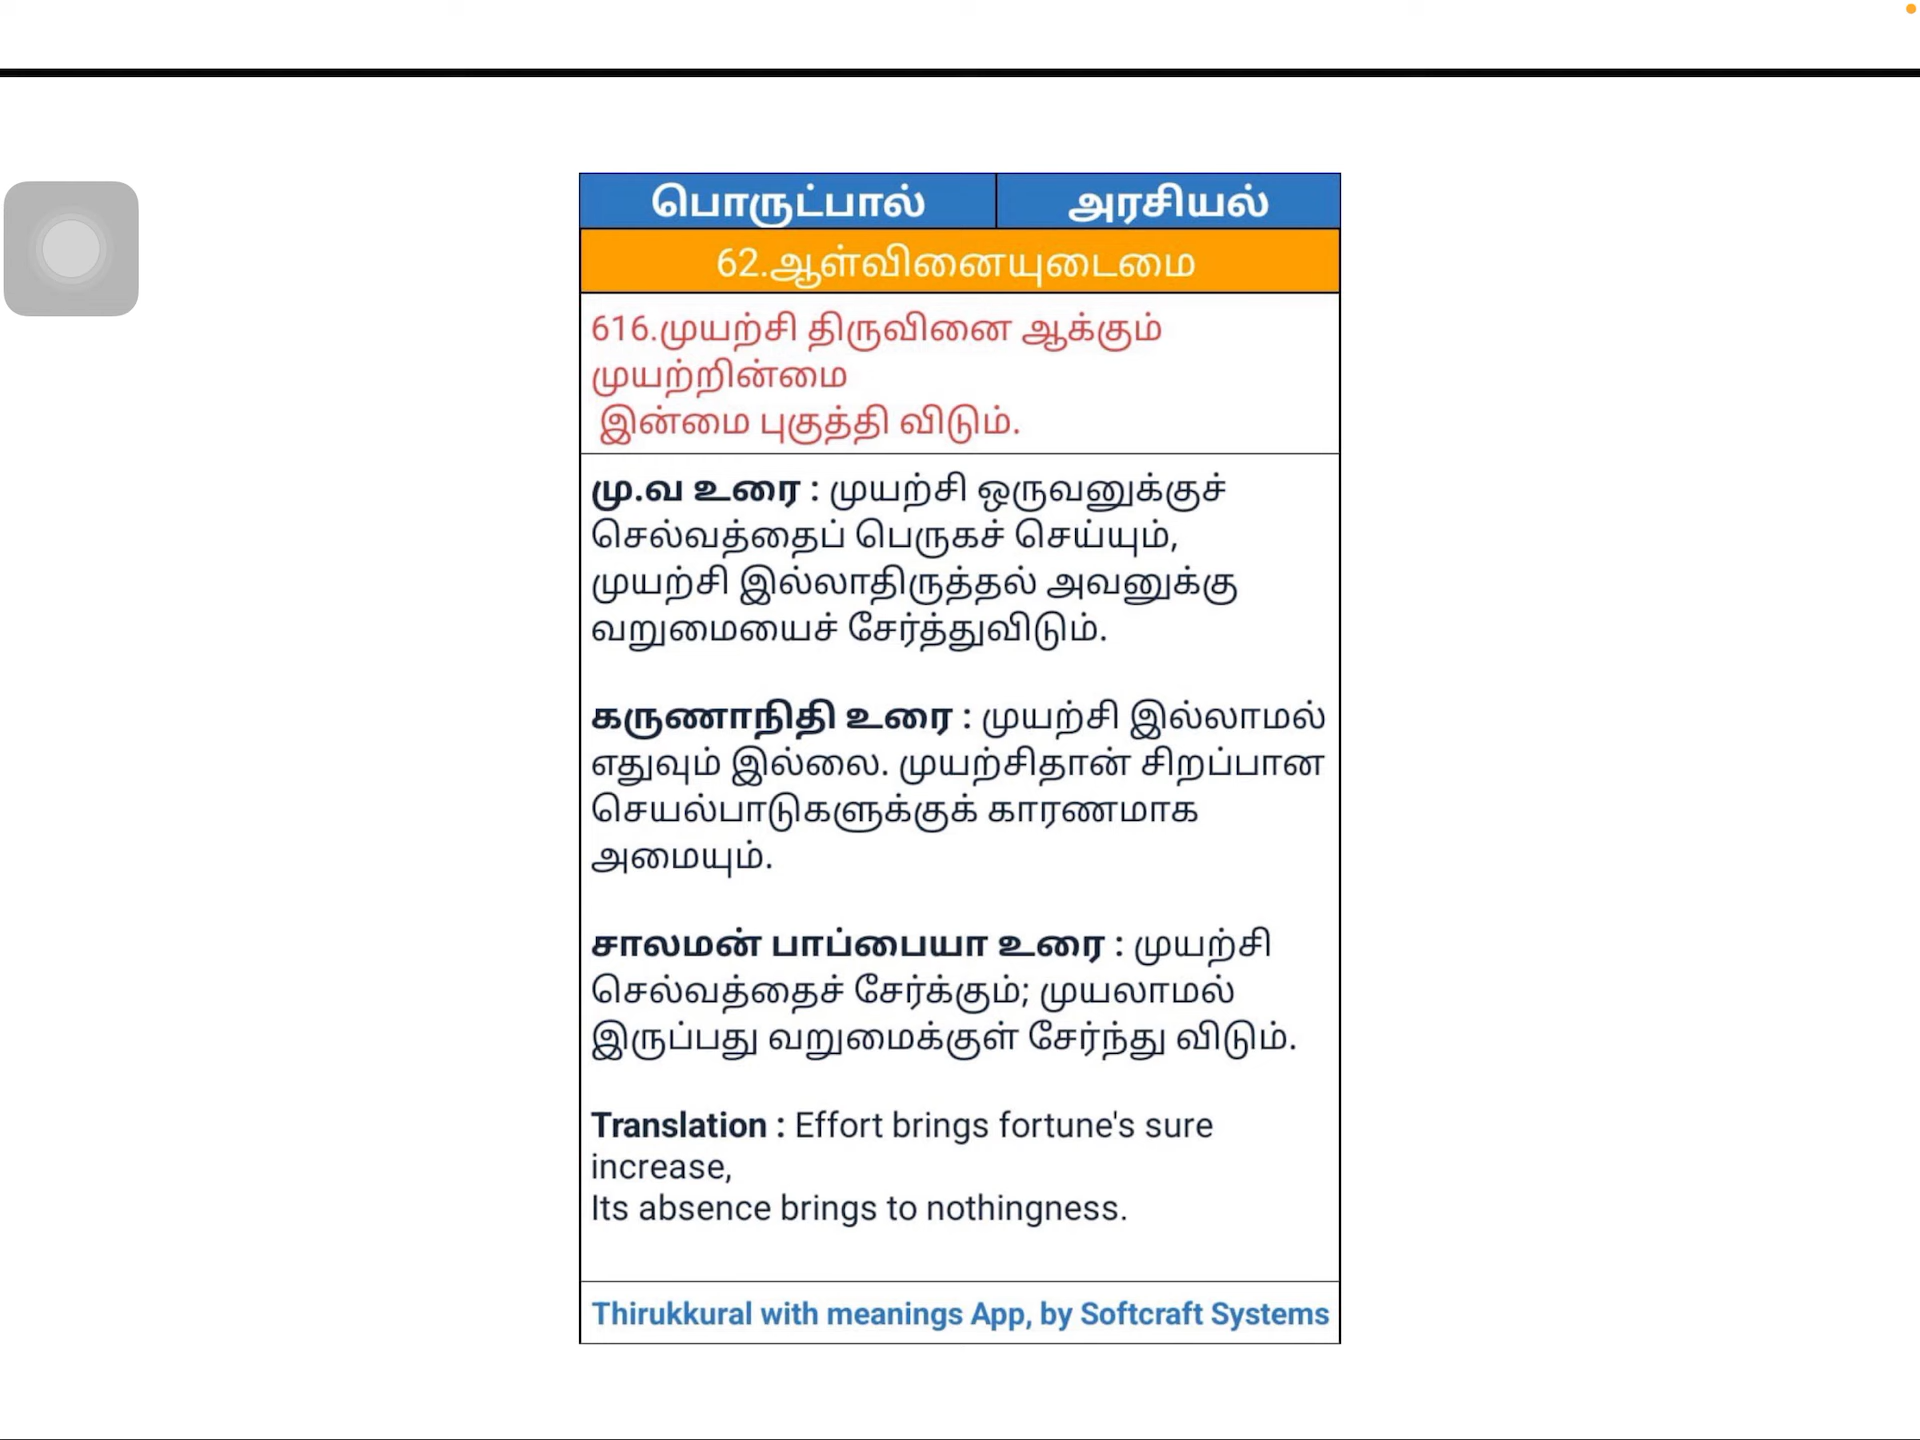 பொருட்பால் அரசியல்
62.ஆள்வினையுடைமை
616.முயற்சி திருவினை ஆக்கும்
முயற்றின்மை
இன்மை புகுத்தி விடும்.
மு.வ உரை : முயற்சி ஒருவனுக்குச்
செல்வத்தைப் பெருகச் செய்யும்,
முயற்சி இல்லாதிருத்தல் அவனுக்கு
வறுமையைச் சேர்த்துவிடும்.
கருணாநிதி உரை : முயற்சி இல்லாமல்
எதுவும் இல்லை. முயற்சிதான் சிறப்பான
செயல்பாடுகளுக்குக் காரணமாக
அமையும்.
சாலமன் பாப்பையா உரை : முயற்சி
செல்வத்தைச் சேர்க்கும்; முயலாமல்
இருப்பது வறுமைக்குள் சேர்ந்து விடும்.
Translation : Effort brings fortune's sure
increase,
Its absence brings to nothingness.
Thirukkural with meanings App, by Softcraft Systems